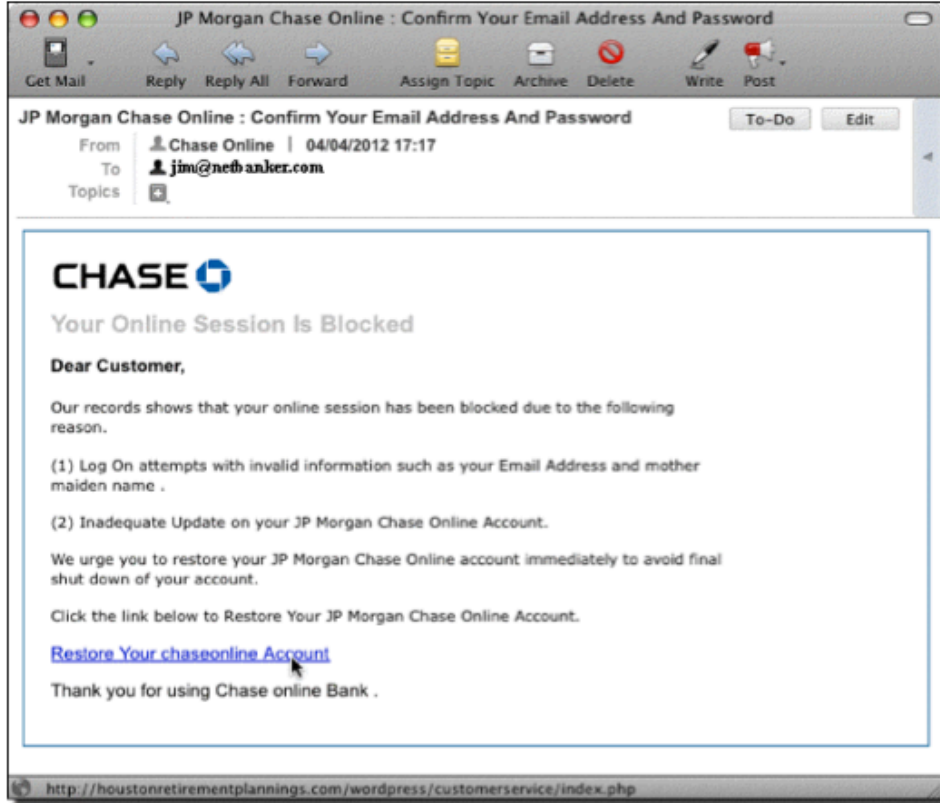 JP Morgan Chase Online : Confirm Your Email Address And Password
Get Mail Reply Reply All Forward Assign Topic Archive Delete Write Post
JP Morgan Chase Online : Confirm Your Email Address And Password To-Do Edit
From Chase Online | 04/04/2012 17:17
To jim@netbanker.com
Topics
CHASE
Your Online Session Is Blocked
Dear Customer,
Our records shows that your online session has been blocked due to the following
reason.
(1) Log On attempts with invalid information such as your Email Address and mother
maiden name .
(2) Inadequate Update on your JP Morgan Chase Online Account.
We urge you to restore your JP Morgan Chase Online account immediately to avoid final
shut down of your account.
Click the link below to Restore Your JP Morgan Chase Online Account.
Restore Your chaseonline Account
Thank you for using Chase online Bank .
http://houstonretirementplannings.com/wordpress/customerservice/index.php